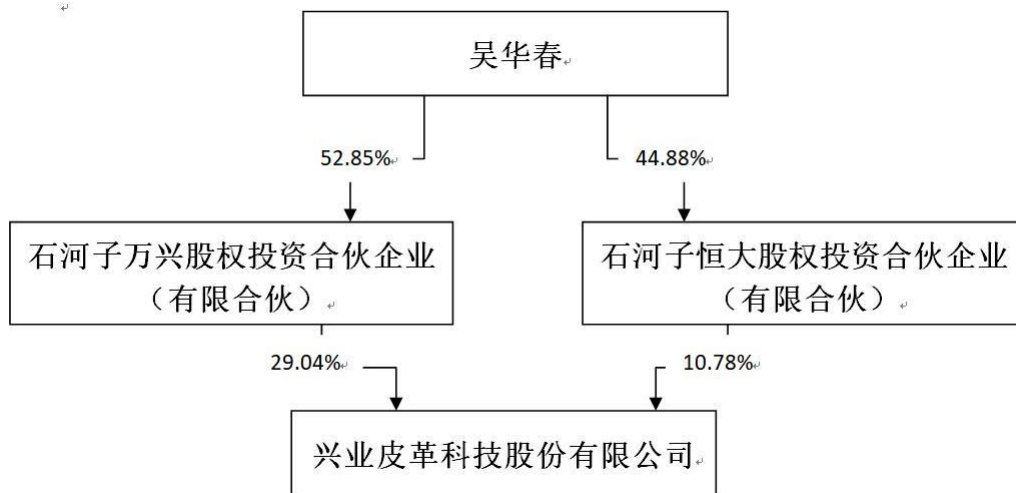 吴华春
52.85%
44.88%
石河子万兴股权投资合伙企业
（有限合伙）
石河子恒大股权投资合伙企业
（有限合伙）
29.04%
10.78%
兴业皮革科技股份有限公司